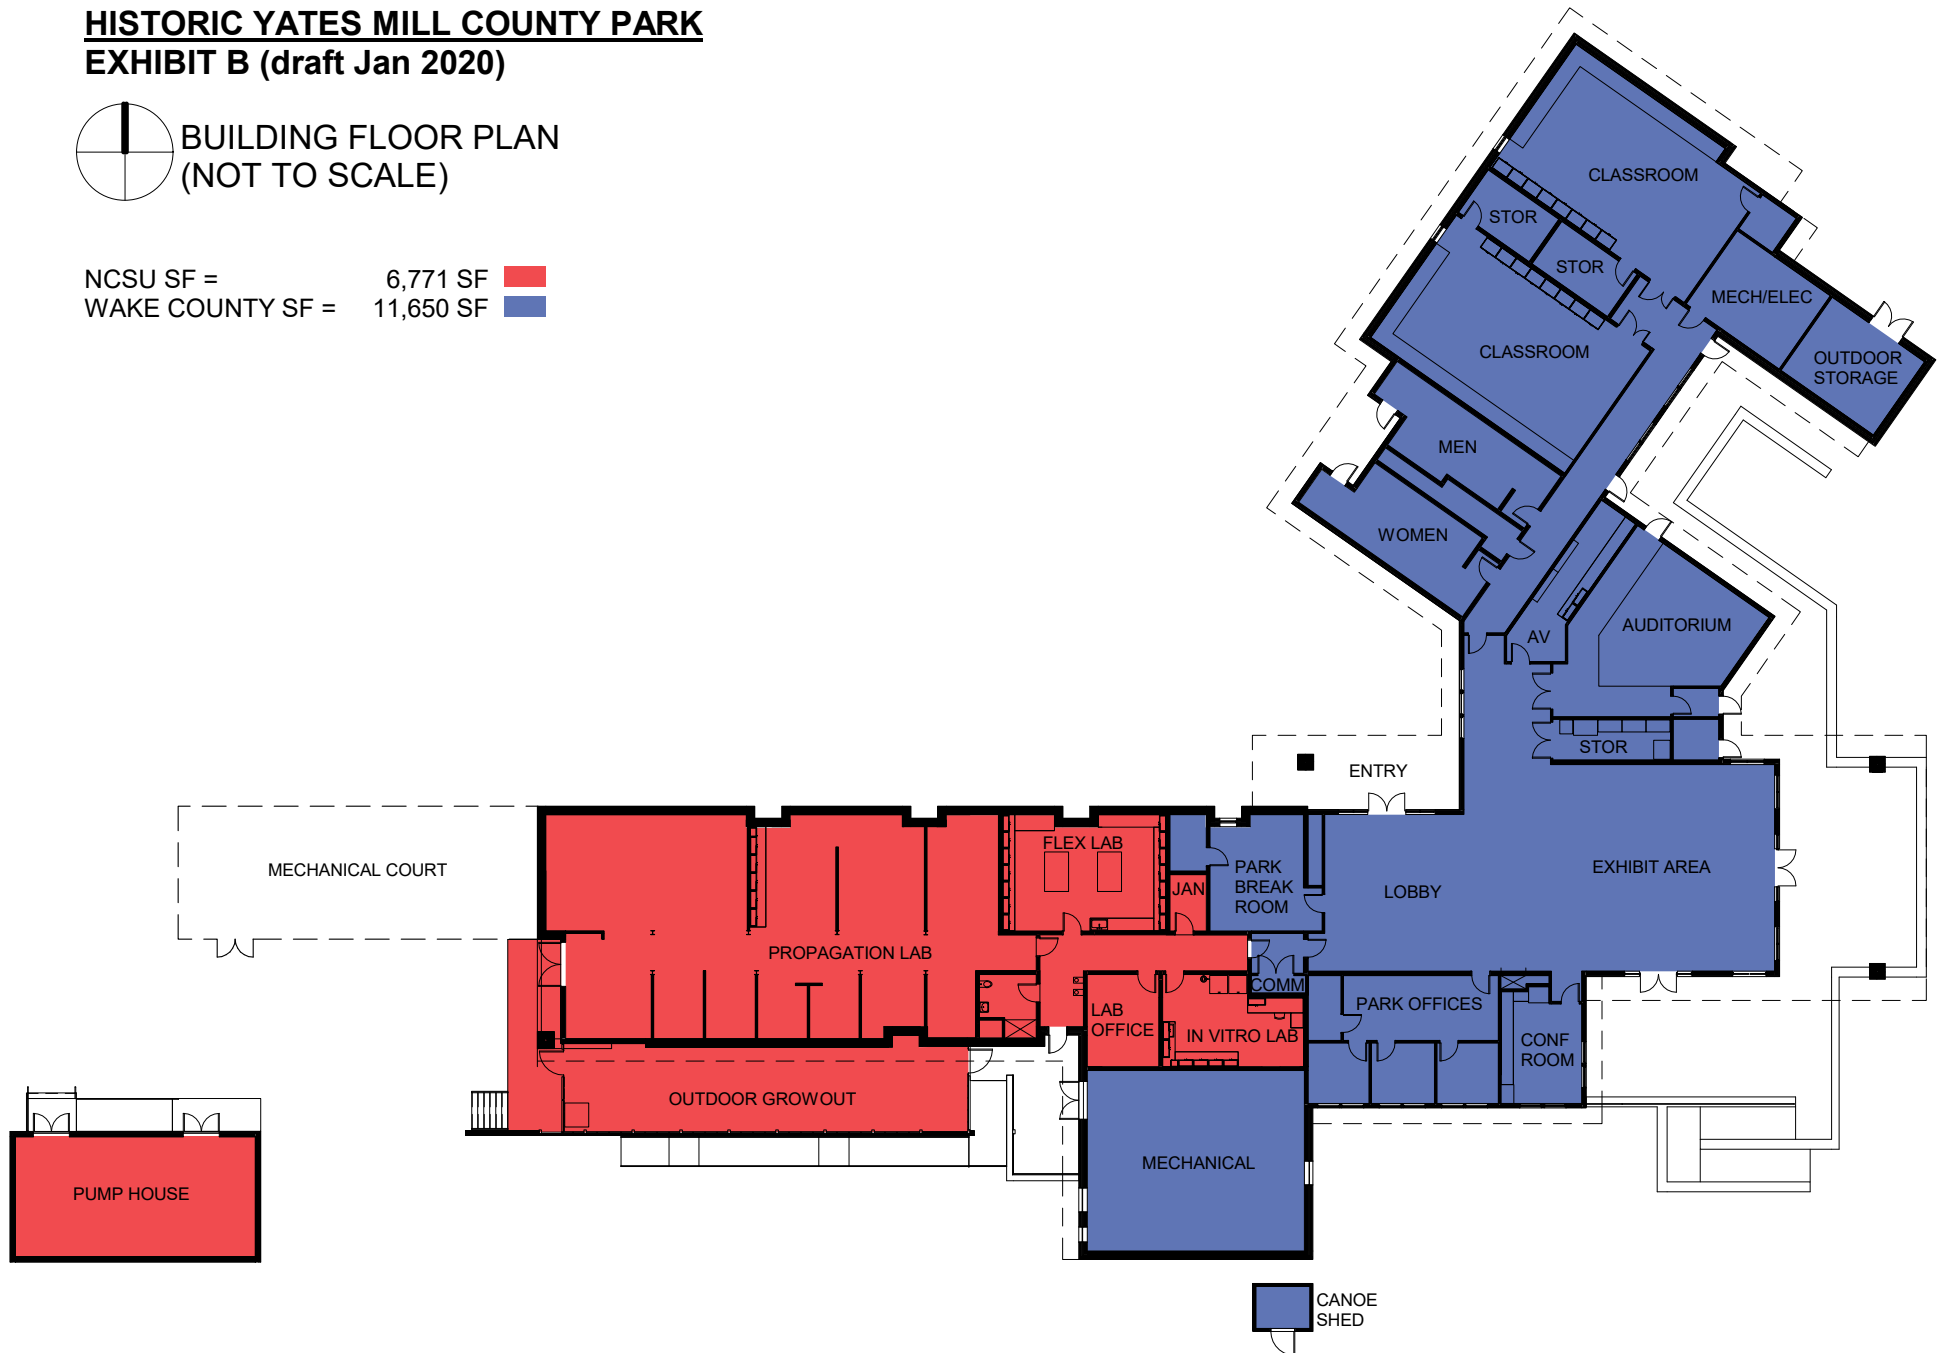 HISTORIC YATES MILL COUNTY PARK
EXHIBIT B (draft Jan 2020)
BUILDING FLOOR PLAN
(NOT TO SCALE)
NCSU SF = 6,771 SF
WAKE COUNTY SF = 11,650 SF
CLASSROOM
STOR
STOR
MECH/ELEC
CLASSROOM
OUTDOOR
STORAGE
MEN
WOMEN
AUDITORIUM
AV
STOR
ENTRY
MECHANICAL COURT
FLEX LAB
PARK
BREAK
ROOM
JAN
LOBBY
EXHIBIT AREA
PROPAGATION LAB
COMM
LAB
OFFICE
IN VITRO LAB
PARK OFFICES
CONF
ROOM
OUTDOOR GROWOUT
MECHANICAL
PUMP HOUSE
CANOE
SHED